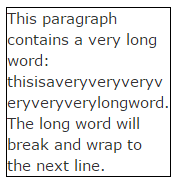 This paragraph
contains a very long
word:
thisisaveryveryveryv
eryveryverylongword.
The long word will
break and wrap to
the next line.